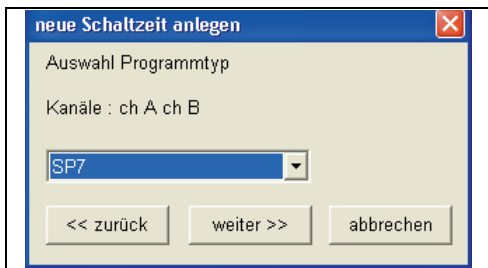 neue Schaltzeit anlegen
Auswahl Programmtyp
Kanäle : ch A ch B
SP7
<< zurück weiter >> abbrechen